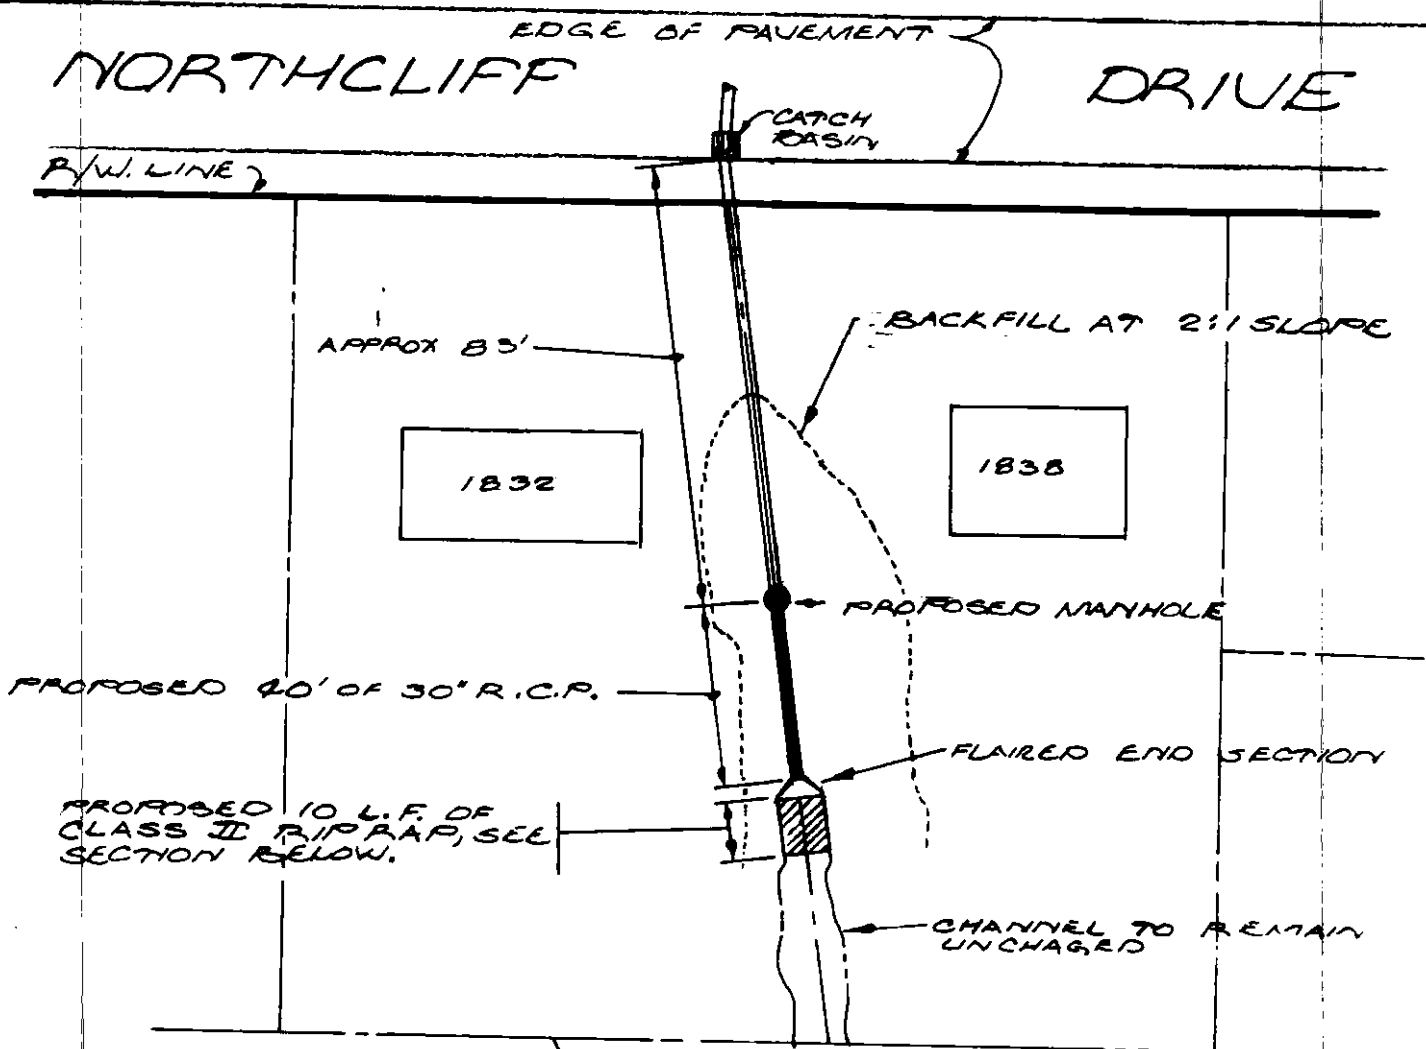 EDGE OF PAVEMENT
NORTHCLIFF DRIVE
CATCH
BASIN
R/W. LINE
BACKFILL AT 2:1 SLOPE
APPROX 83'
1832
1838
PROPOSED MANHOLE
PROPOSED 40' OF 30" R.C.P.
FLAIRED END SECTION
PROPOSED 10 L.F. OF
CLASS II RIP RAP, SEE
SECTION BELOW.
CHANNEL TO REMAIN
UNCHAGED